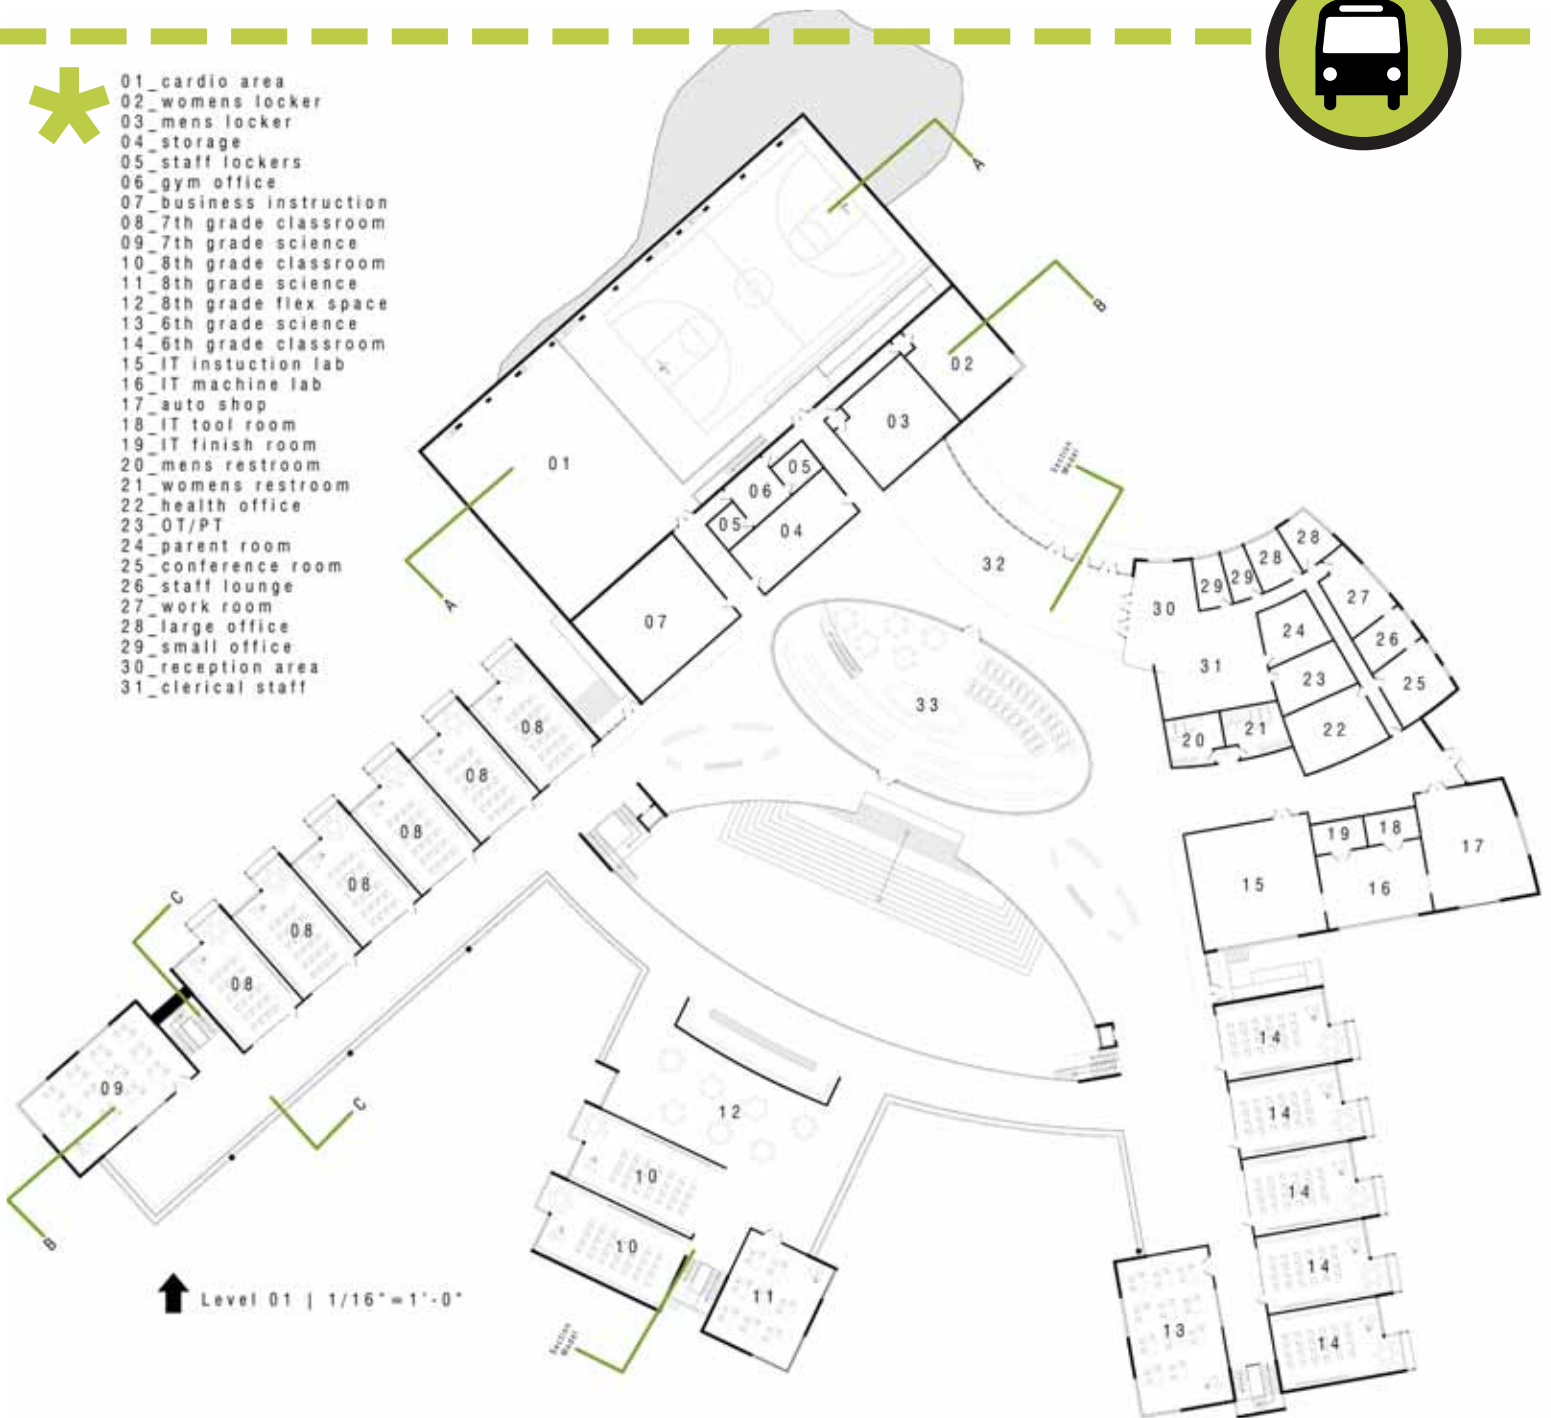 01_cardio area
02_womens locker
03_mens locker
04_storage
05_staff lockers
06_gym office
07_business instruction
08_7th grade classroom
09_7th grade science
10_8th grade classroom
11_8th grade science
12_8th grade flex space
13_6th grade science
14_6th grade classroom
15_IT instuction lab
16_IT machine lab
17_auto shop
18_IT tool room
19_IT finish room
20_mens restroom
21_womens restroom
22_health office
23_OT/PT
24_parent room
25_conference room
26_staff lounge
27_work room
28_large office
29_small office
30_reception area
31_clerical staff
A
B
02
03
01
05
06
05
04
Section
Model
32
28
28
29
29
30
27
24
26
31
23
25
22
21
20
A
07
33
08
08
08
08
08
08
19
18
17
16
15
C
09
C
B
12
10
10
11
14
14
14
14
14
13
Section
Model
Level 01 | 1/16"=1'-0"